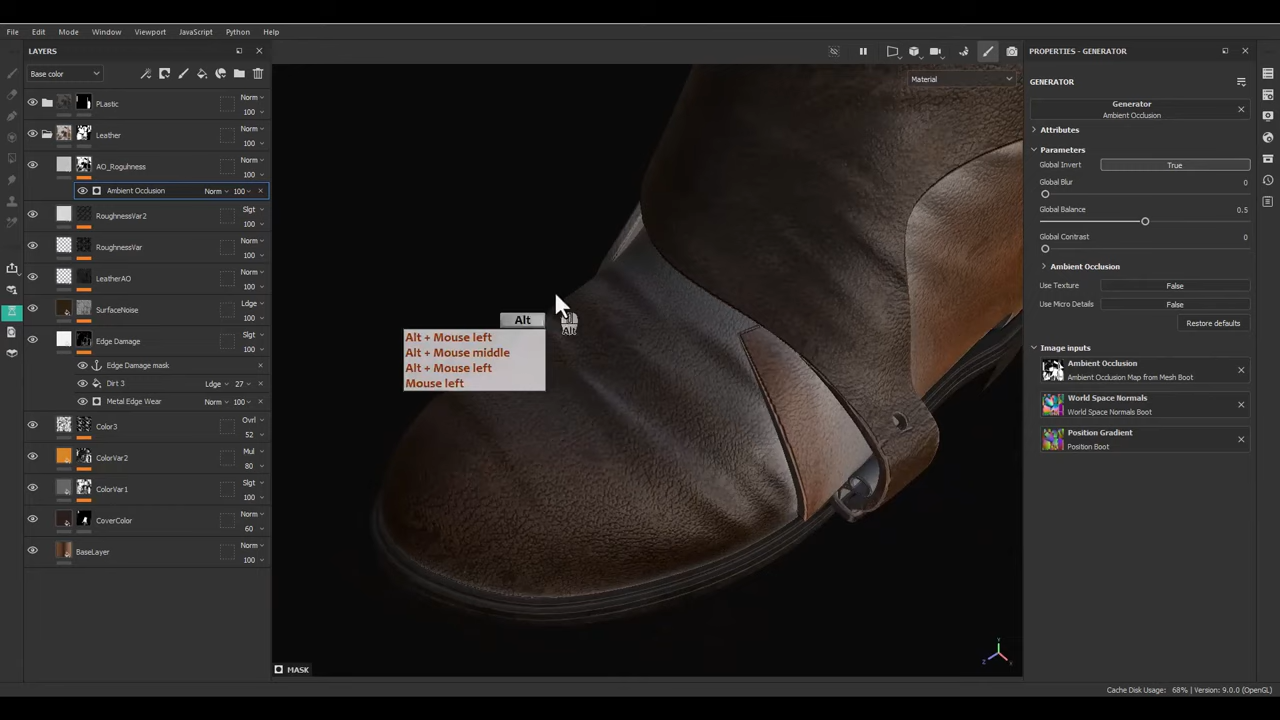 File Edit Mode Window Viewport JavaScript Python Help
LAYERS
Base color
PLastic Norm 100
Leather Norm 100
AO_Roguhness Norm 100
Ambient Occlusion Norm 100
RoughnessVar2 Slgt 100
RoughnessVar Norm 100
LeatherAO Norm 100
SurfaceNoise Ldge 100
Edge Damage Slgt 100
Edge Damage mask
Dirt 3 Ldge 27
Metal Edge Wear Norm 100
Color3 Ovrl 52
ColorVar2 Mul 80
ColorVar1 Slgt 100
CoverColor Norm 60
BaseLayer Norm 100
Material
Alt
Alt
Alt + Mouse left
Alt + Mouse middle
Alt + Mouse left
Mouse left
MASK
Y
Z
X
PROPERTIES - GENERATOR
GENERATOR
Generator
Ambient Occlusion
Attributes
Parameters
Global Invert True
Global Blur 0
Global Balance 0.5
Global Contrast 0
Ambient Occlusion
Use Texture False
Use Micro Details False
Restore defaults
Image inputs
Ambient Occlusion
Ambient Occlusion Map from Mesh Boot
World Space Normals
World Space Normals Boot
Position Gradient
Position Boot
Cache Disk Usage: 68% | Version: 9.0.0 (OpenGL)